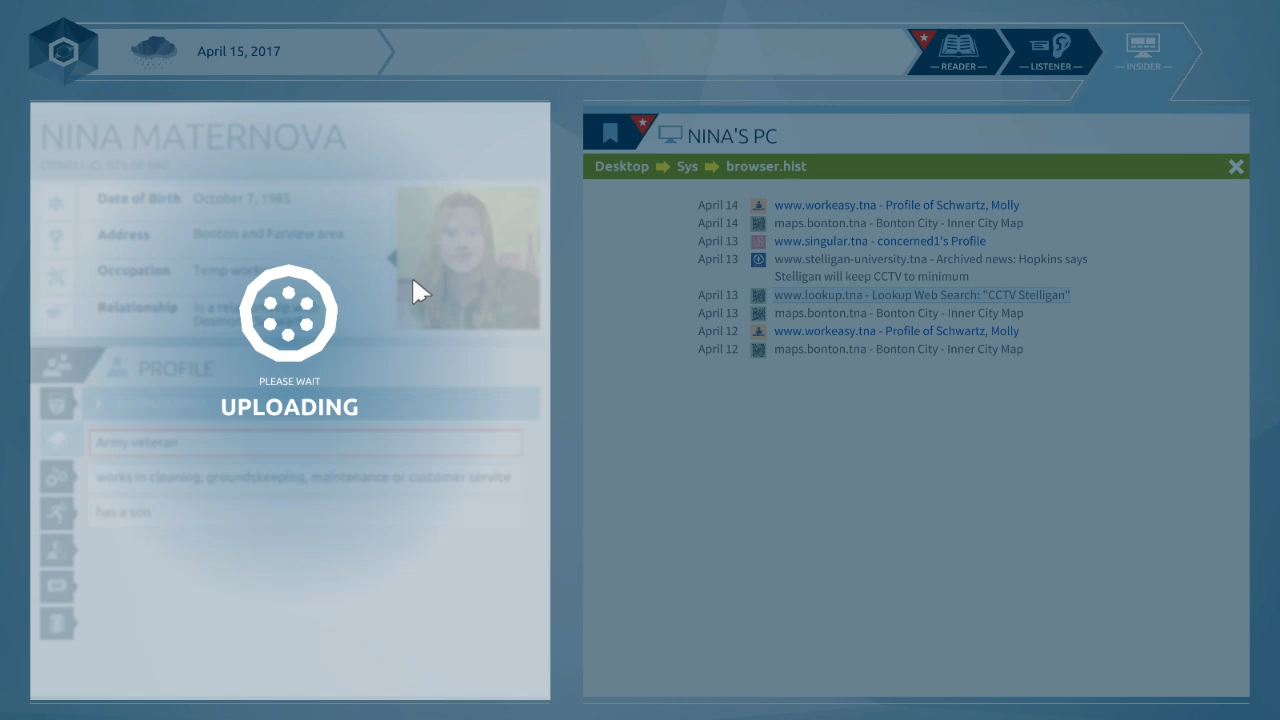 April 15, 2017
READER
LISTENER
INSIDER
NINA MATERNOVA
Date of Birth October 7, 1985
Address Bonton and Farview area
Occupation Temp
Relationship In a
PROFILE
Army veteran
works in cleaning, groundskeeping, maintenance or customer service
has a son
PLEASE WAIT
UPLOADING
NINA'S PC
Desktop Sys browser.hist
April 14 www.workeasy.tna - Profile of Schwartz, Molly
April 14 maps.bonton.tna - Bonton City - Inner City Map
April 13 www.singular.tna - concerned1's Profile
April 13 www.stelligan-university.tna - Archived news: Hopkins says
Stelligan will keep CCTV to minimum
April 13 www.lookup.tna - Lookup Web Search: "CCTV Stelligan"
April 13 maps.bonton.tna - Bonton City - Inner City Map
April 12 www.workeasy.tna - Profile of Schwartz, Molly
April 12 maps.bonton.tna - Bonton City - Inner City Map